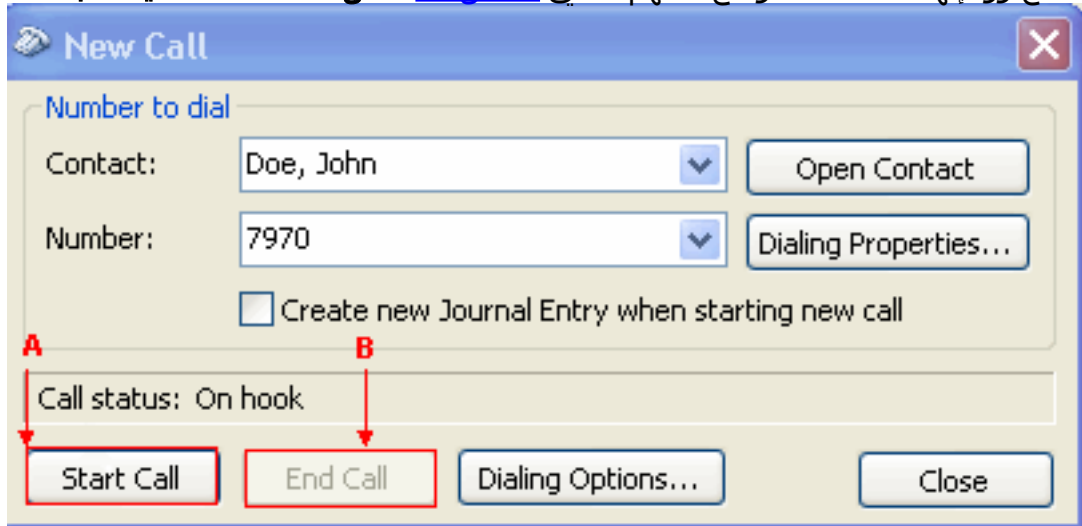 New Call
Number to dial
Contact: Doe, John Open Contact
Number: 7970 Dialing Properties...
Create new Journal Entry when starting new call
A B
Call status: On hook
Start Call End Call Dialing Options... Close